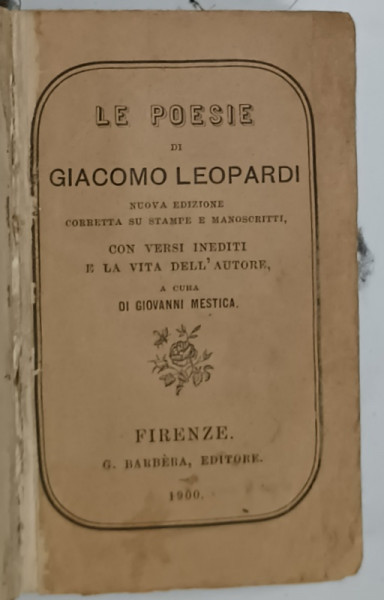 LE POESIE
DI
GIACOMO LEOPARDI
NUOVA EDIZIONE
CORRETTA SU STAMPE E MANOSCRITTI,
CON VERSI INEDITI
E LA VITA DELL'AUTORE,
A CURA
DI GIOVANNI MESTICA.
FIRENZE.
G. BARBÈRA, EDITORE.
1900.